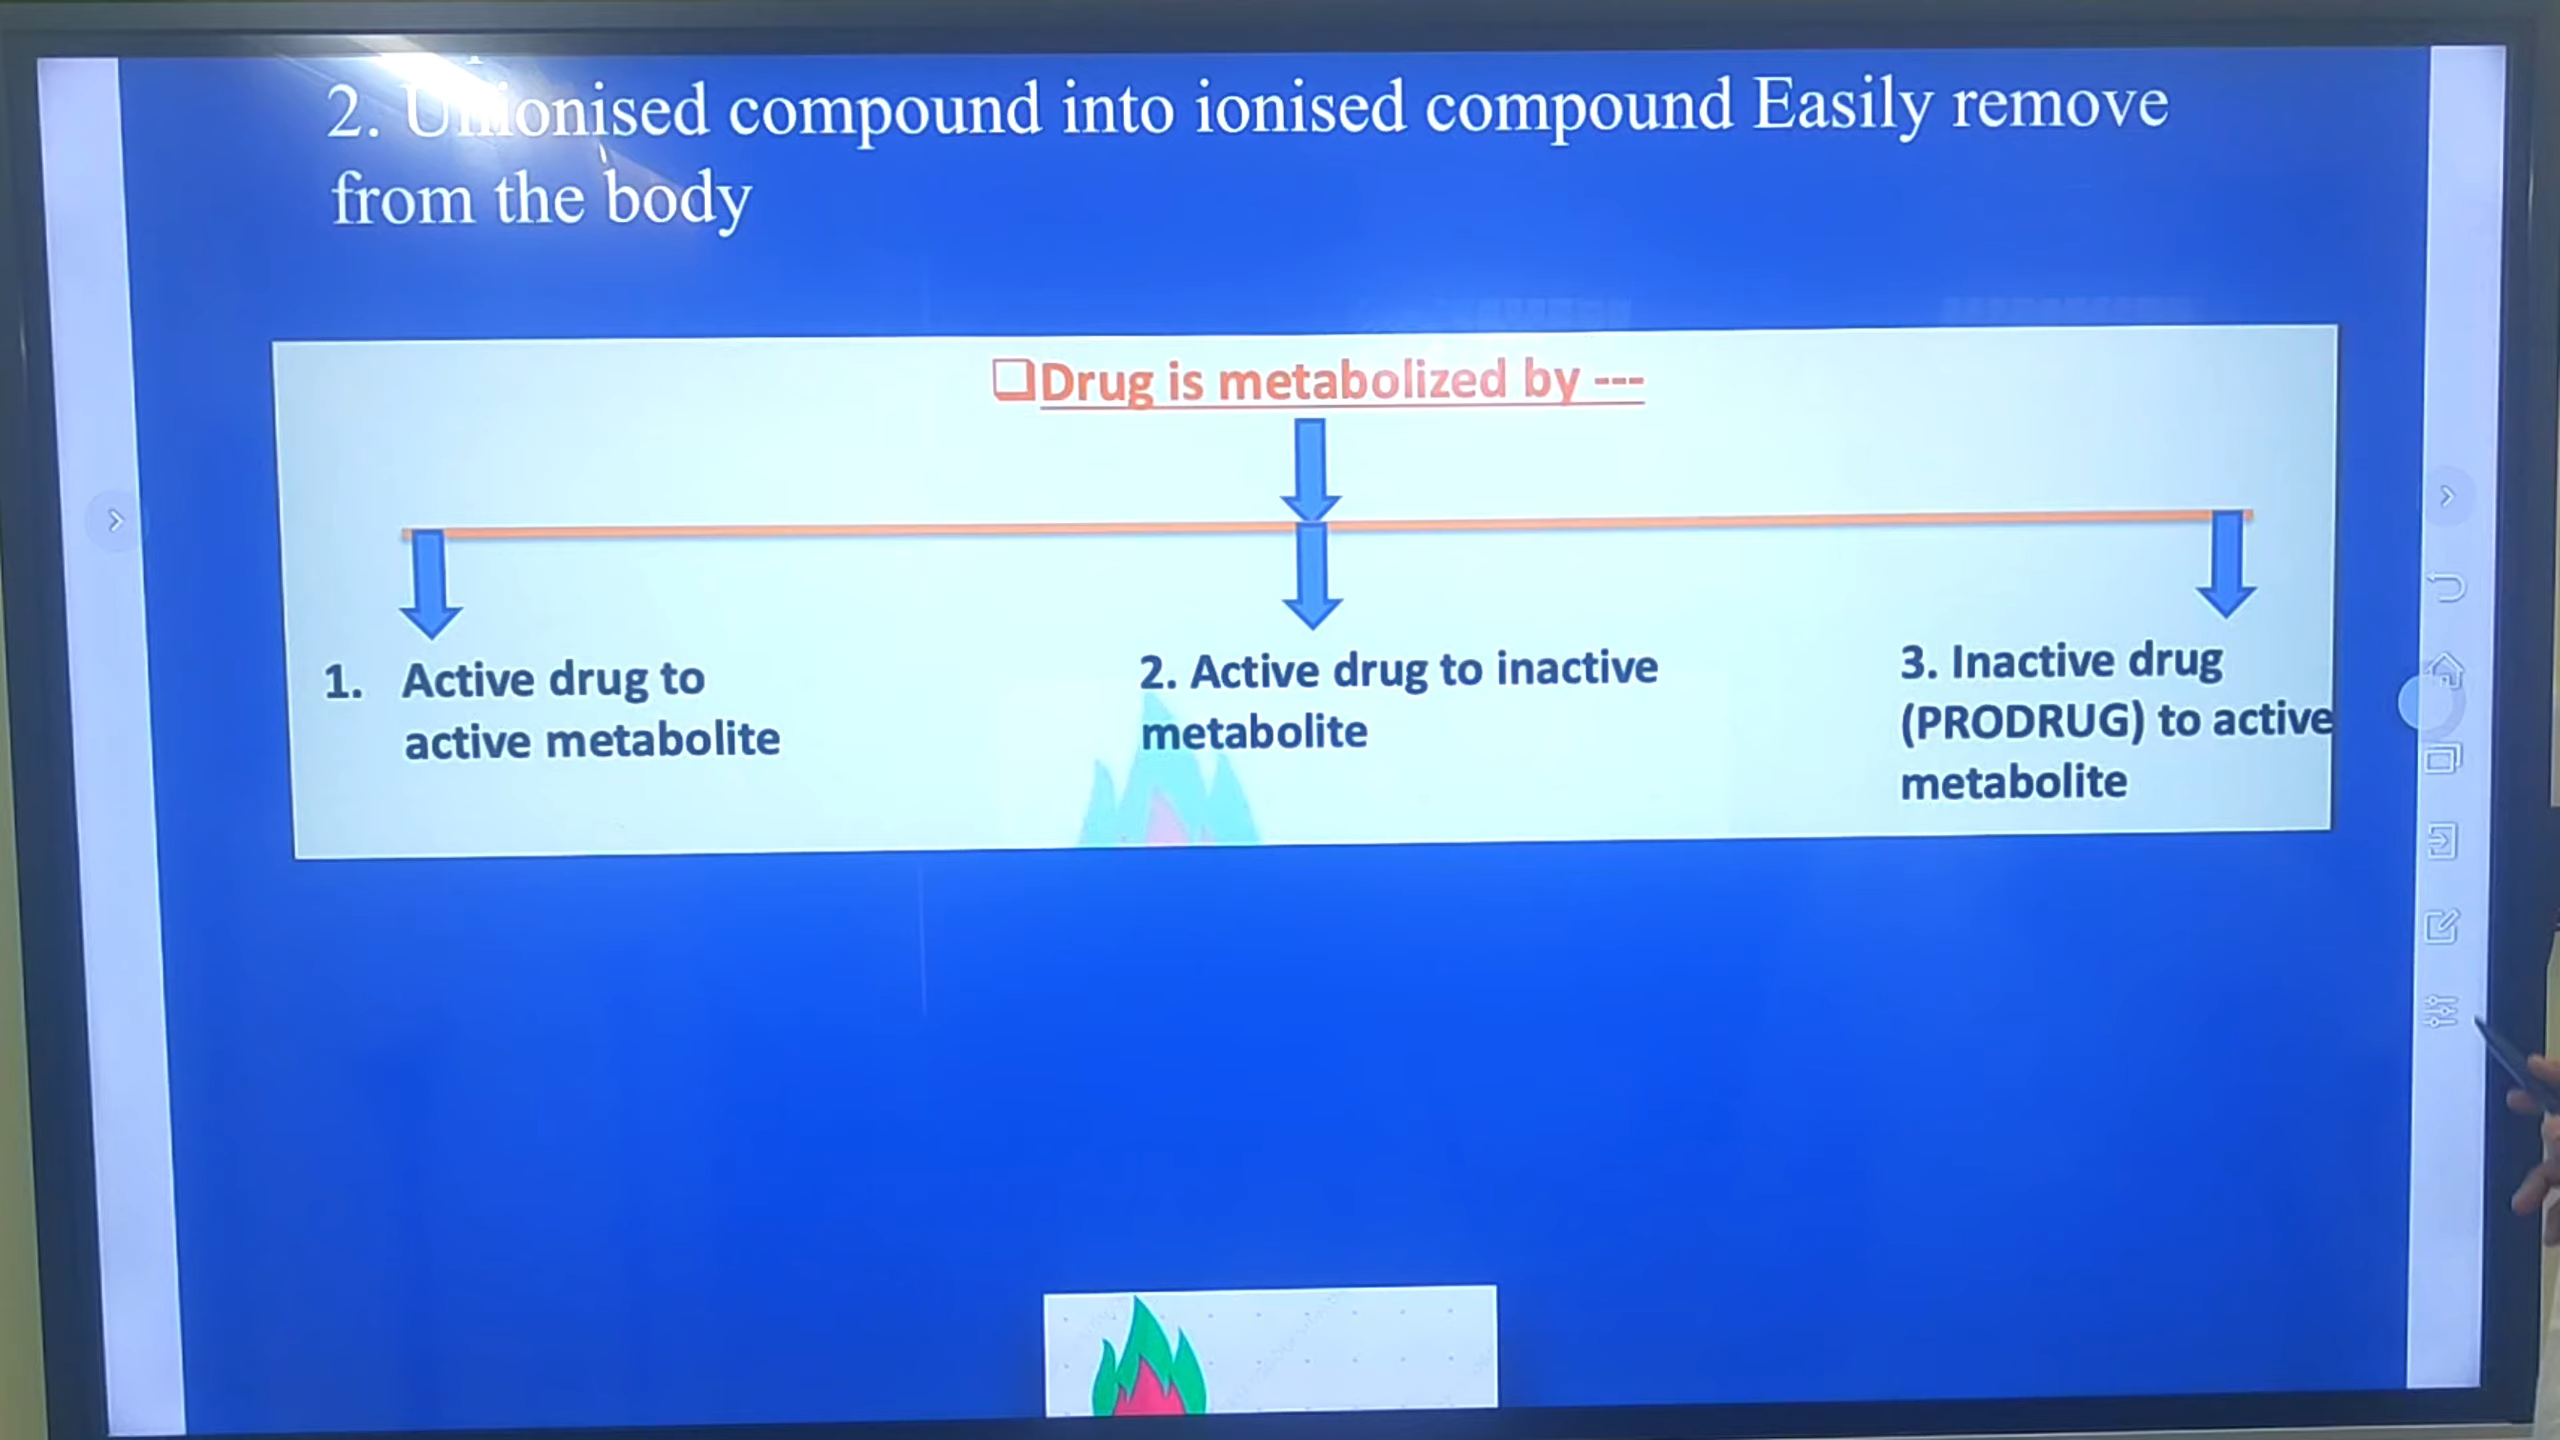 2. Unionised compound into ionised compound Easily remove
from the body
❑Drug is metabolized by ---
1. Active drug to
active metabolite
2. Active drug to inactive
metabolite
3. Inactive drug
(PRODRUG) to active
metabolite